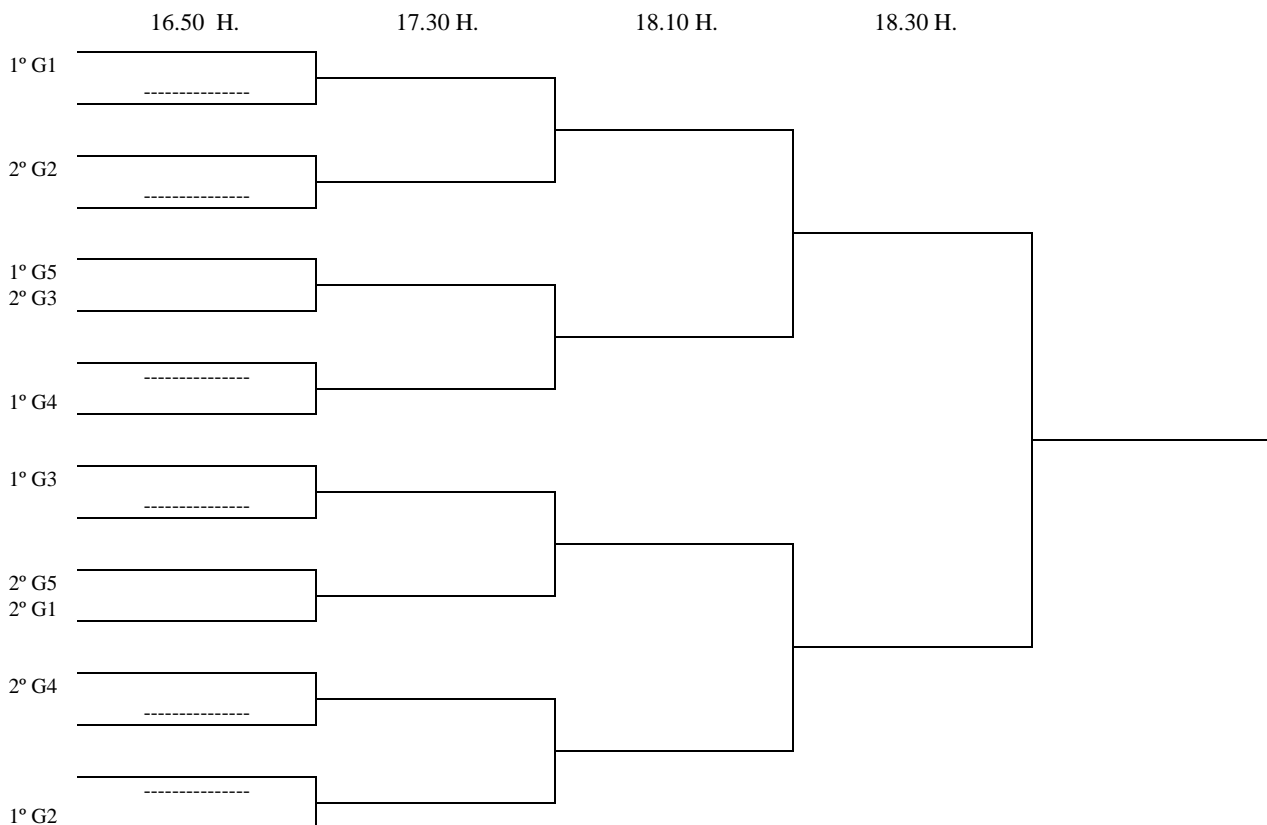 16.50 H. 17.30 H. 18.10 H. 18.30 H.
1º G1
---------------
2º G2
---------------
1º G5
2º G3
---------------
1º G4
1º G3
---------------
2º G5
2º G1
2º G4
---------------
---------------
1º G2